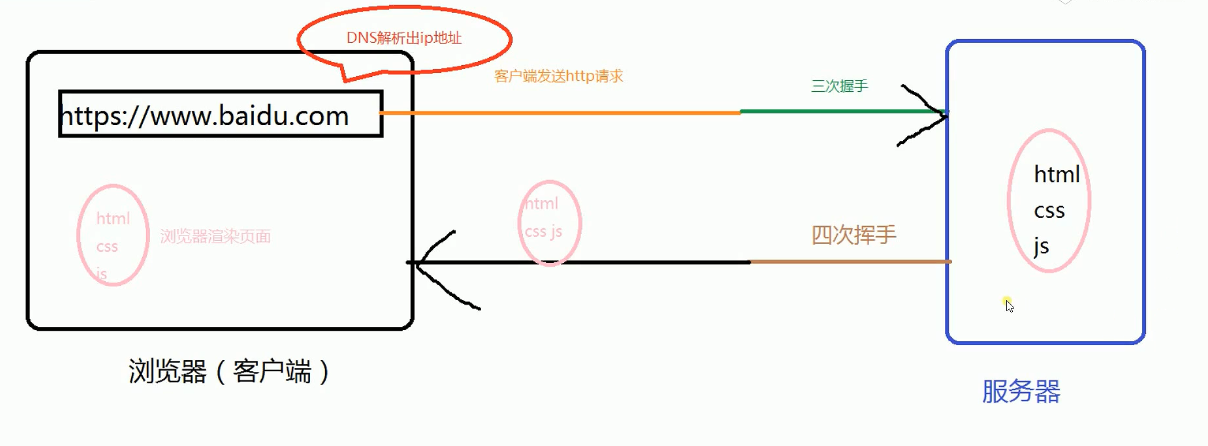 DNS解析出ip地址
客户端发送http请求
三次握手
https://www.baidu.com
html
css
js
html
css js
html
css
js
浏览器渲染页面
四次挥手
浏览器（客户端）
服务器